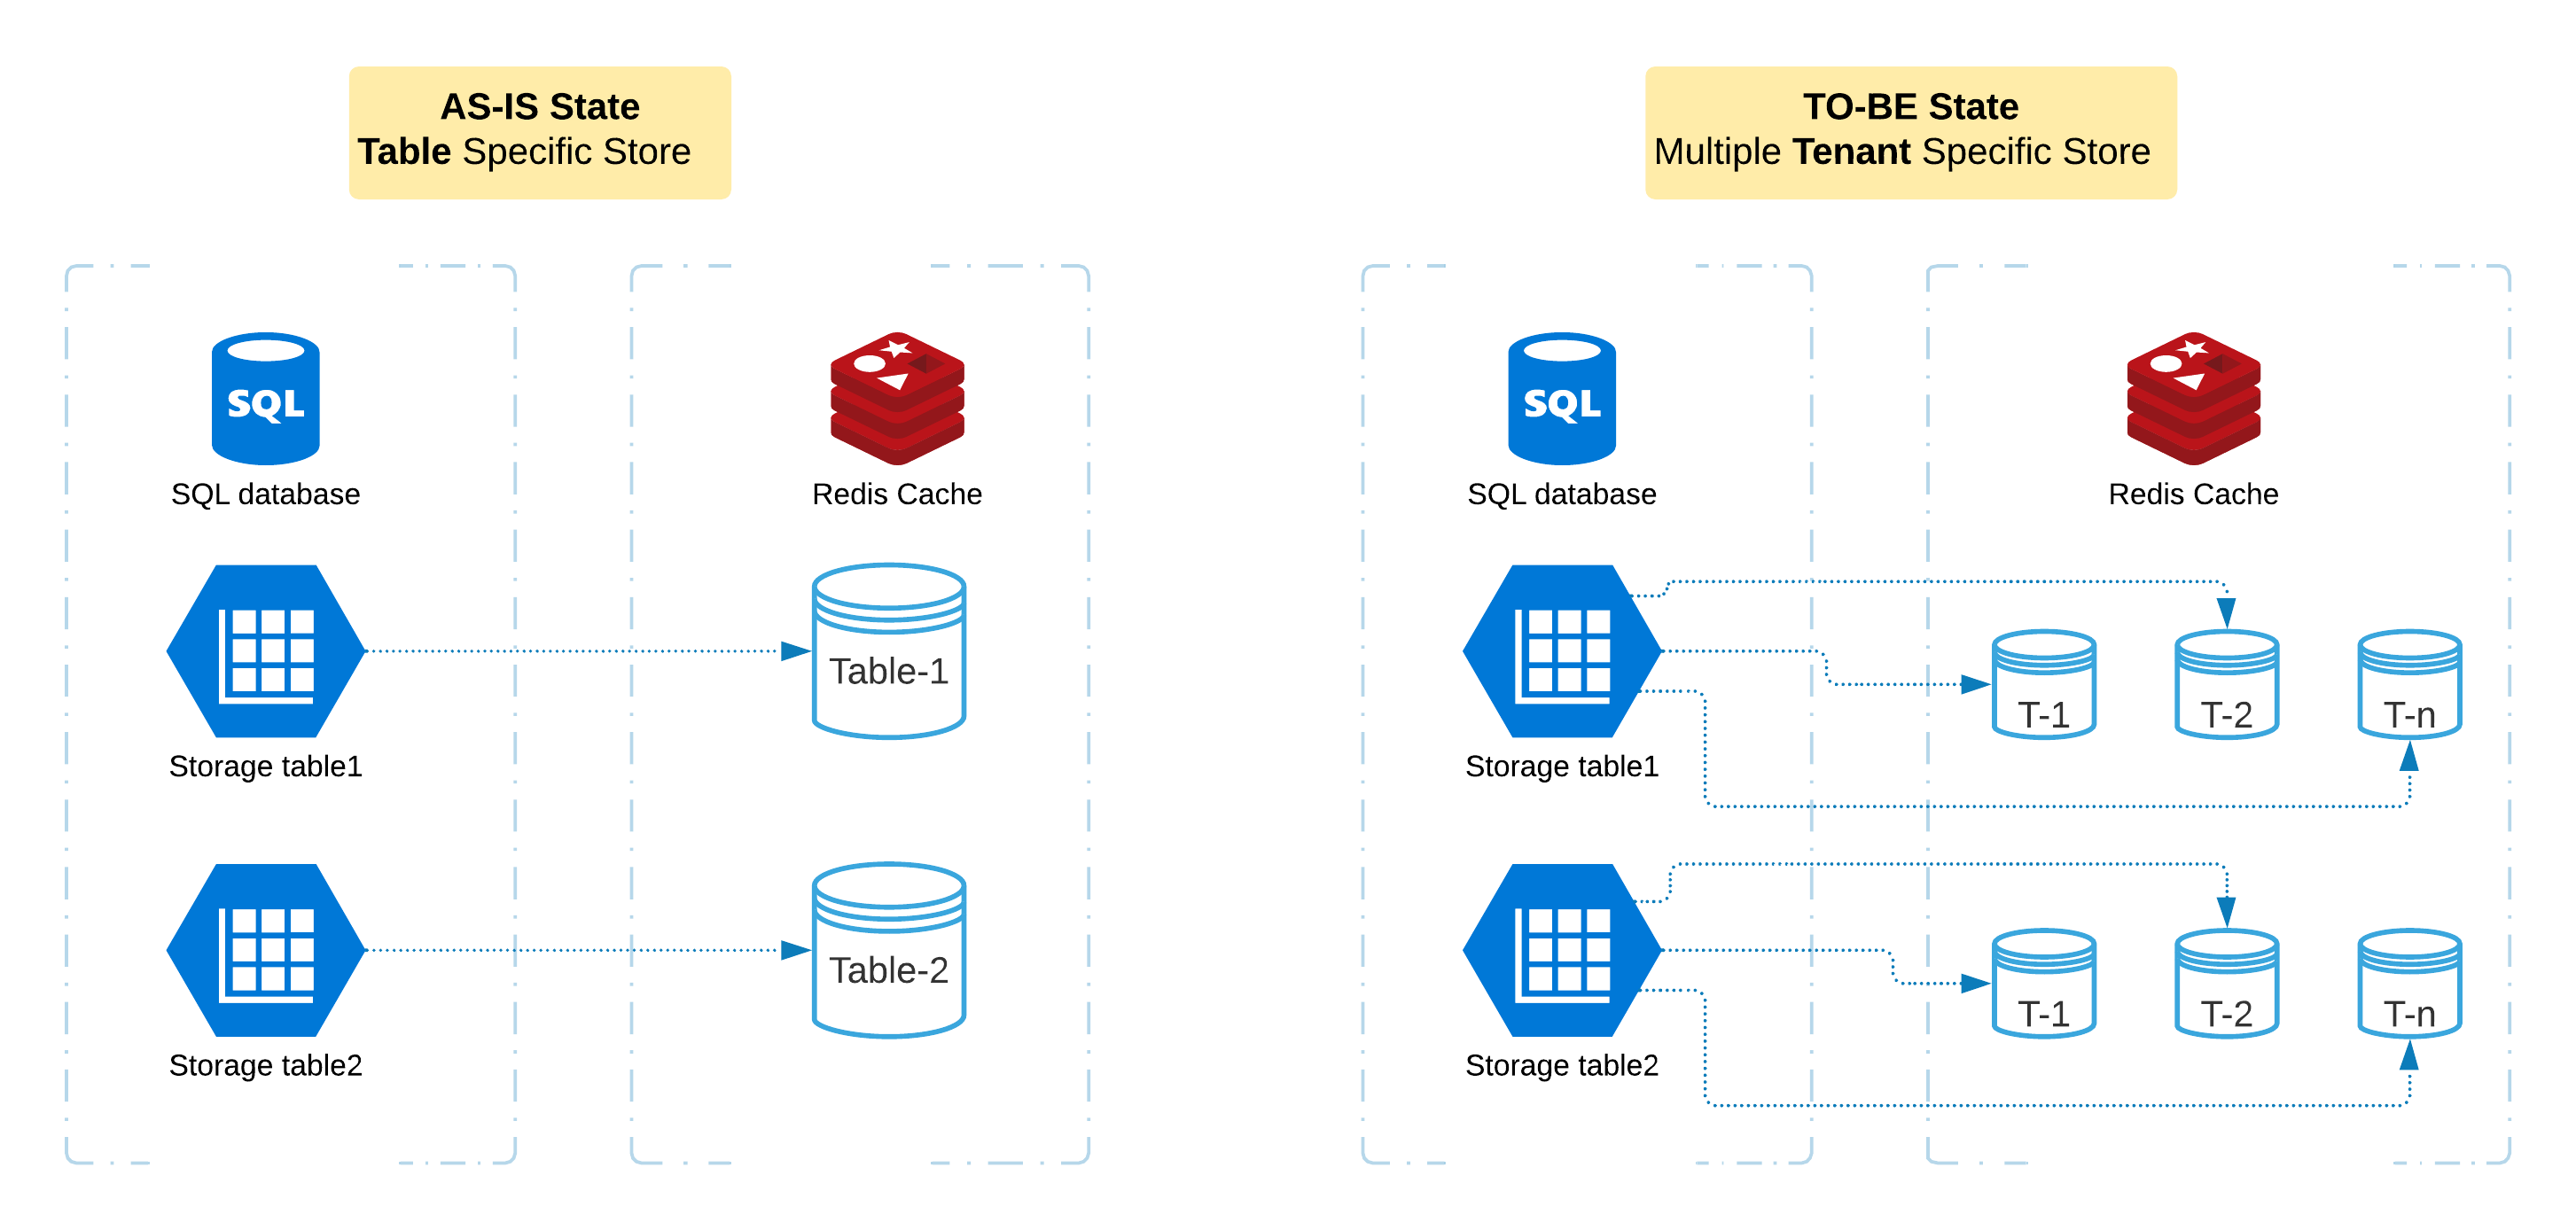 AS-IS State
Table Specific Store
SQL
SQL database
Redis Cache
Storage table1
Table-1
Storage table2
Table-2
TO-BE State
Multiple Tenant Specific Store
SQL
SQL database
Redis Cache
Storage table1
T-1
T-2
T-n
Storage table2
T-1
T-2
T-n